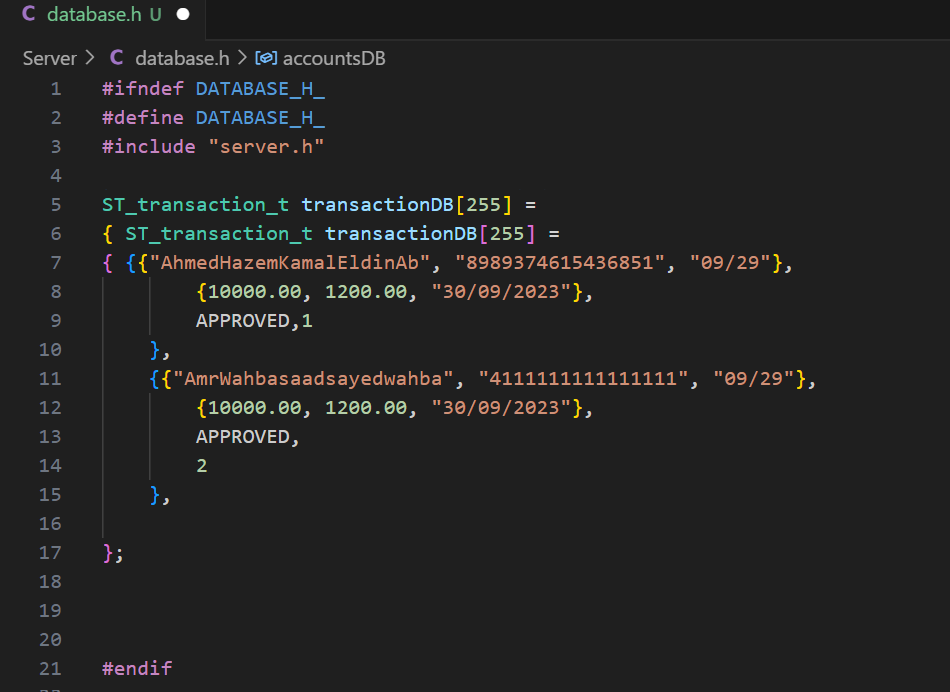 C database.h U ●
Server > C database.h > accountsDB
1 #ifndef DATABASE_H_
2 #define DATABASE_H_
3 #include "server.h"
4
5 ST_transaction_t transactionDB[255] =
6 { ST_transaction_t transactionDB[255] =
7 { {{"AhmedHazemKamalEldinAb", "8989374615436851", "09/29"},
8 {10000.00, 1200.00, "30/09/2023"},
9 APPROVED,1
10 },
11 {{"AmrWahbasaadsayedwahba", "4111111111111111", "09/29"},
12 {10000.00, 1200.00, "30/09/2023"},
13 APPROVED,
14 2
15 },
16
17 };
18
19
20
21 #endif